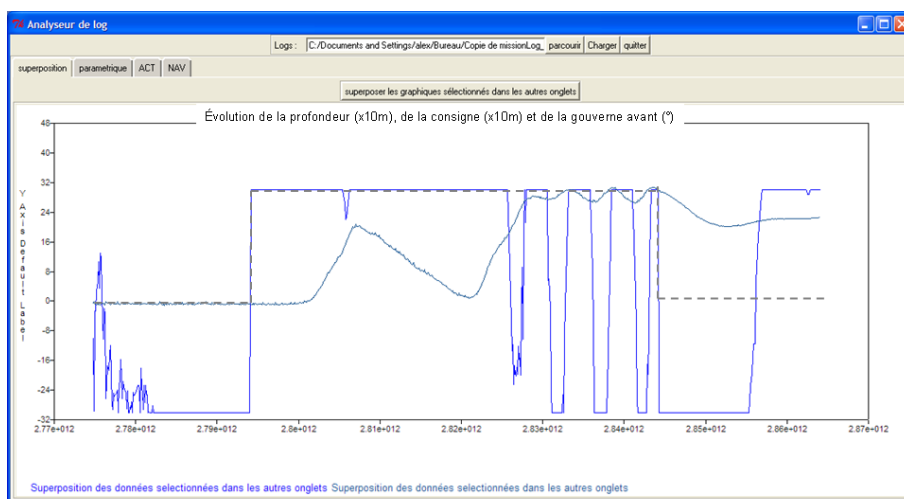 Analyseur de log
Logs : C:/Documents and Settings/alex/Bureau/Copie de missionLog_ parcourir Charger quitter
superposition parametrique ACT NAV
superposer les graphiques sélectionnés dans les autres onglets
Évolution de la profondeur (x10m), de la consigne (x10m) et de la gouverne avant (°)
48
40
32
24
16
8
0
-8
-16
-24
-32
Y Axis Default Label
2.77e+012 2.78e+012 2.79e+012 2.8e+012 2.81e+012 2.82e+012 2.83e+012 2.84e+012 2.85e+012 2.86e+012 2.87e+012
Superposition des données selectionnées dans les autres onglets Superposition des données selectionnées dans les autres onglets